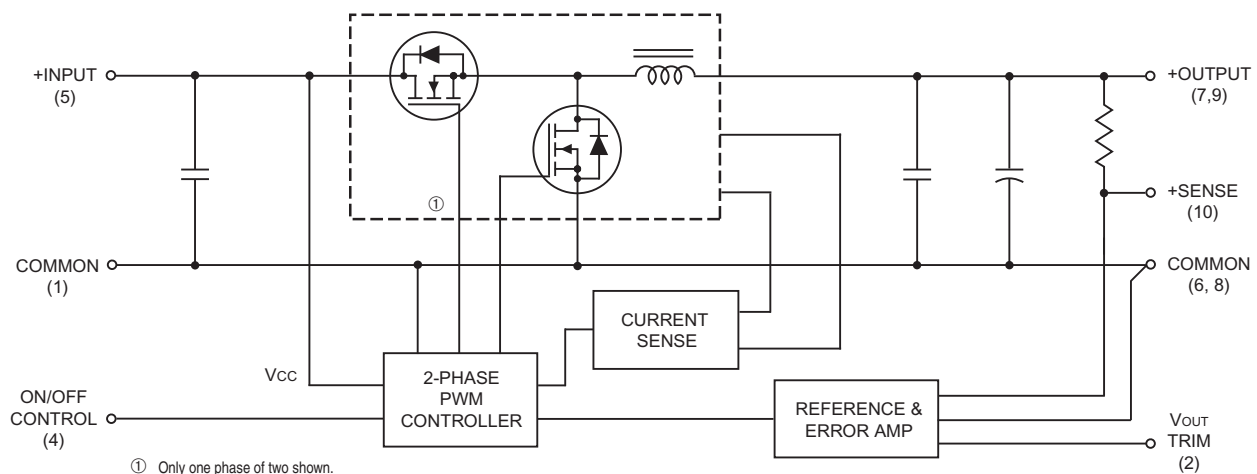 +INPUT
(5)
+OUTPUT
(7,9)
①
+SENSE
(10)
COMMON
(1)
COMMON
(6, 8)
CURRENT
SENSE
VCC
2-PHASE
PWM
CONTROLLER
ON/OFF
CONTROL
(4)
REFERENCE &
ERROR AMP
VOUT
TRIM
(2)
① Only one phase of two shown.